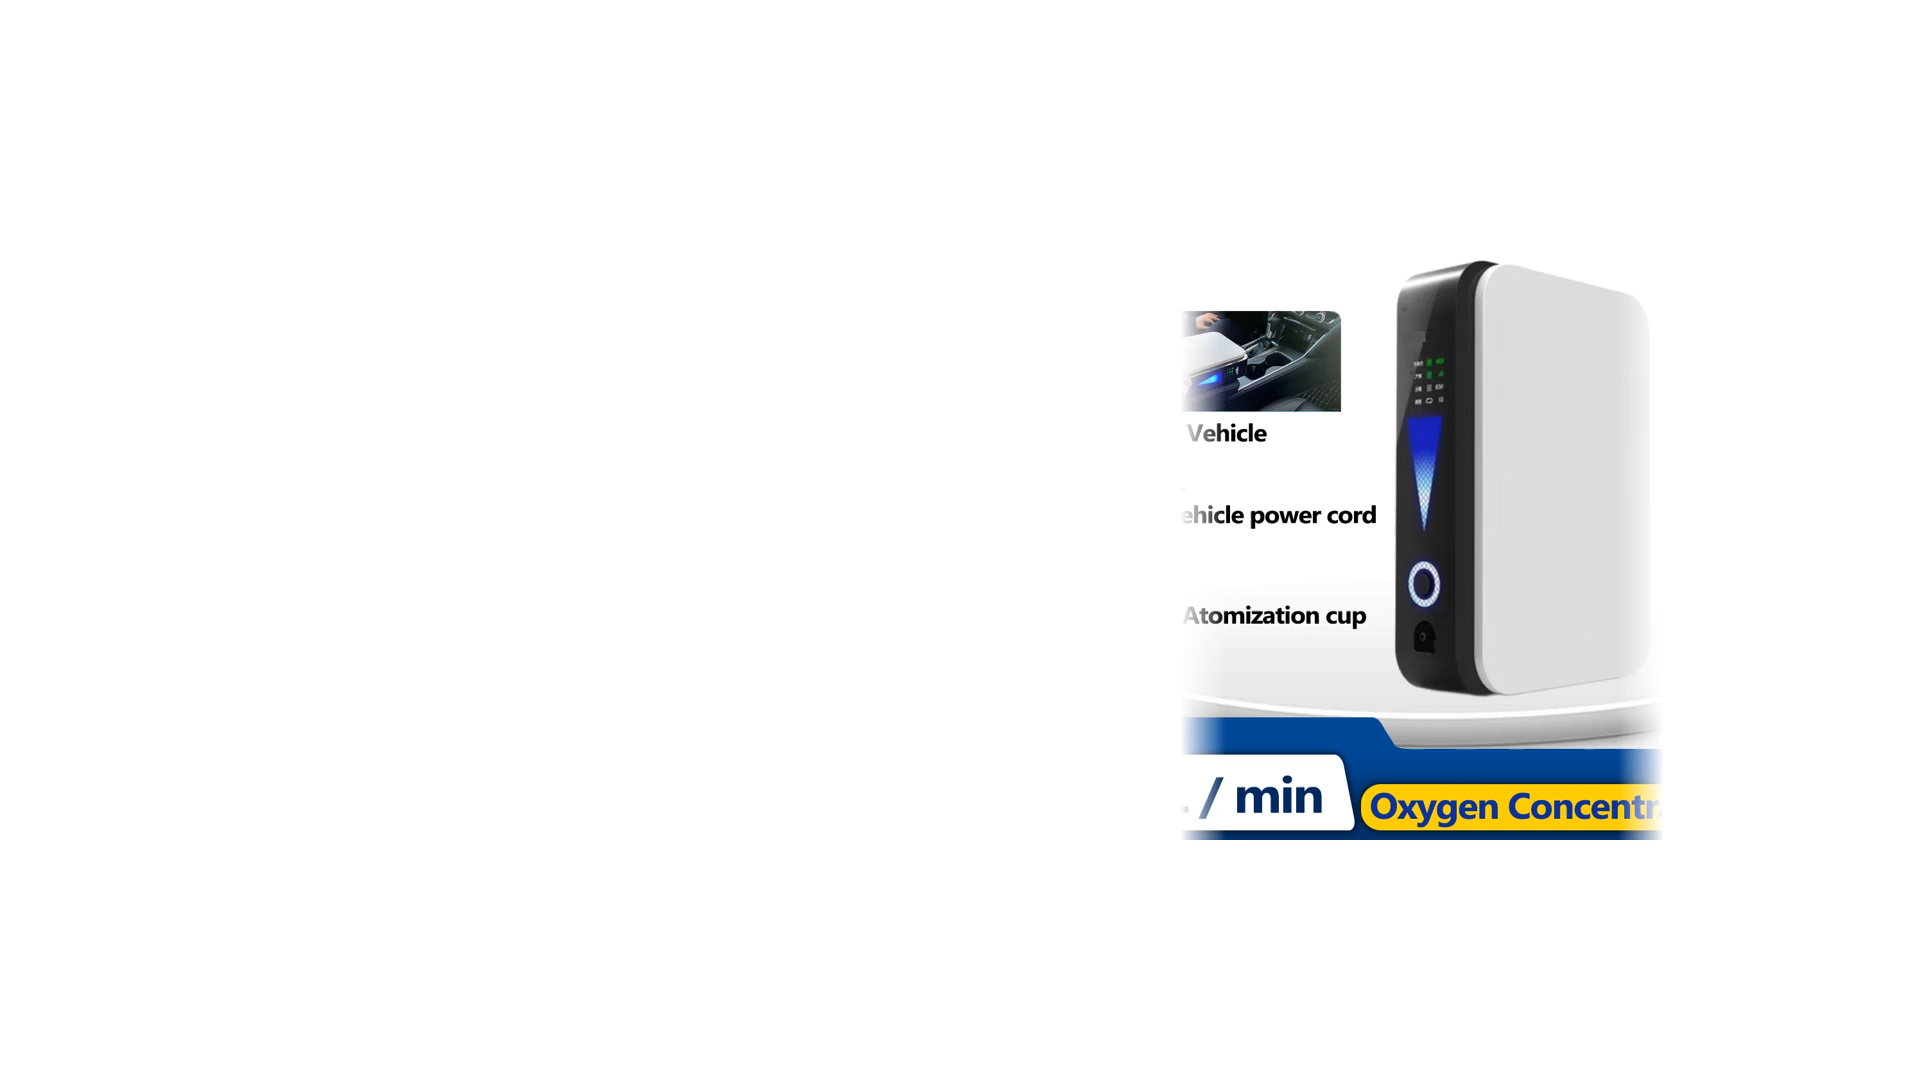 Vehicle
ehicle power cord
Atomization cup
/ min
Oxygen Concentr